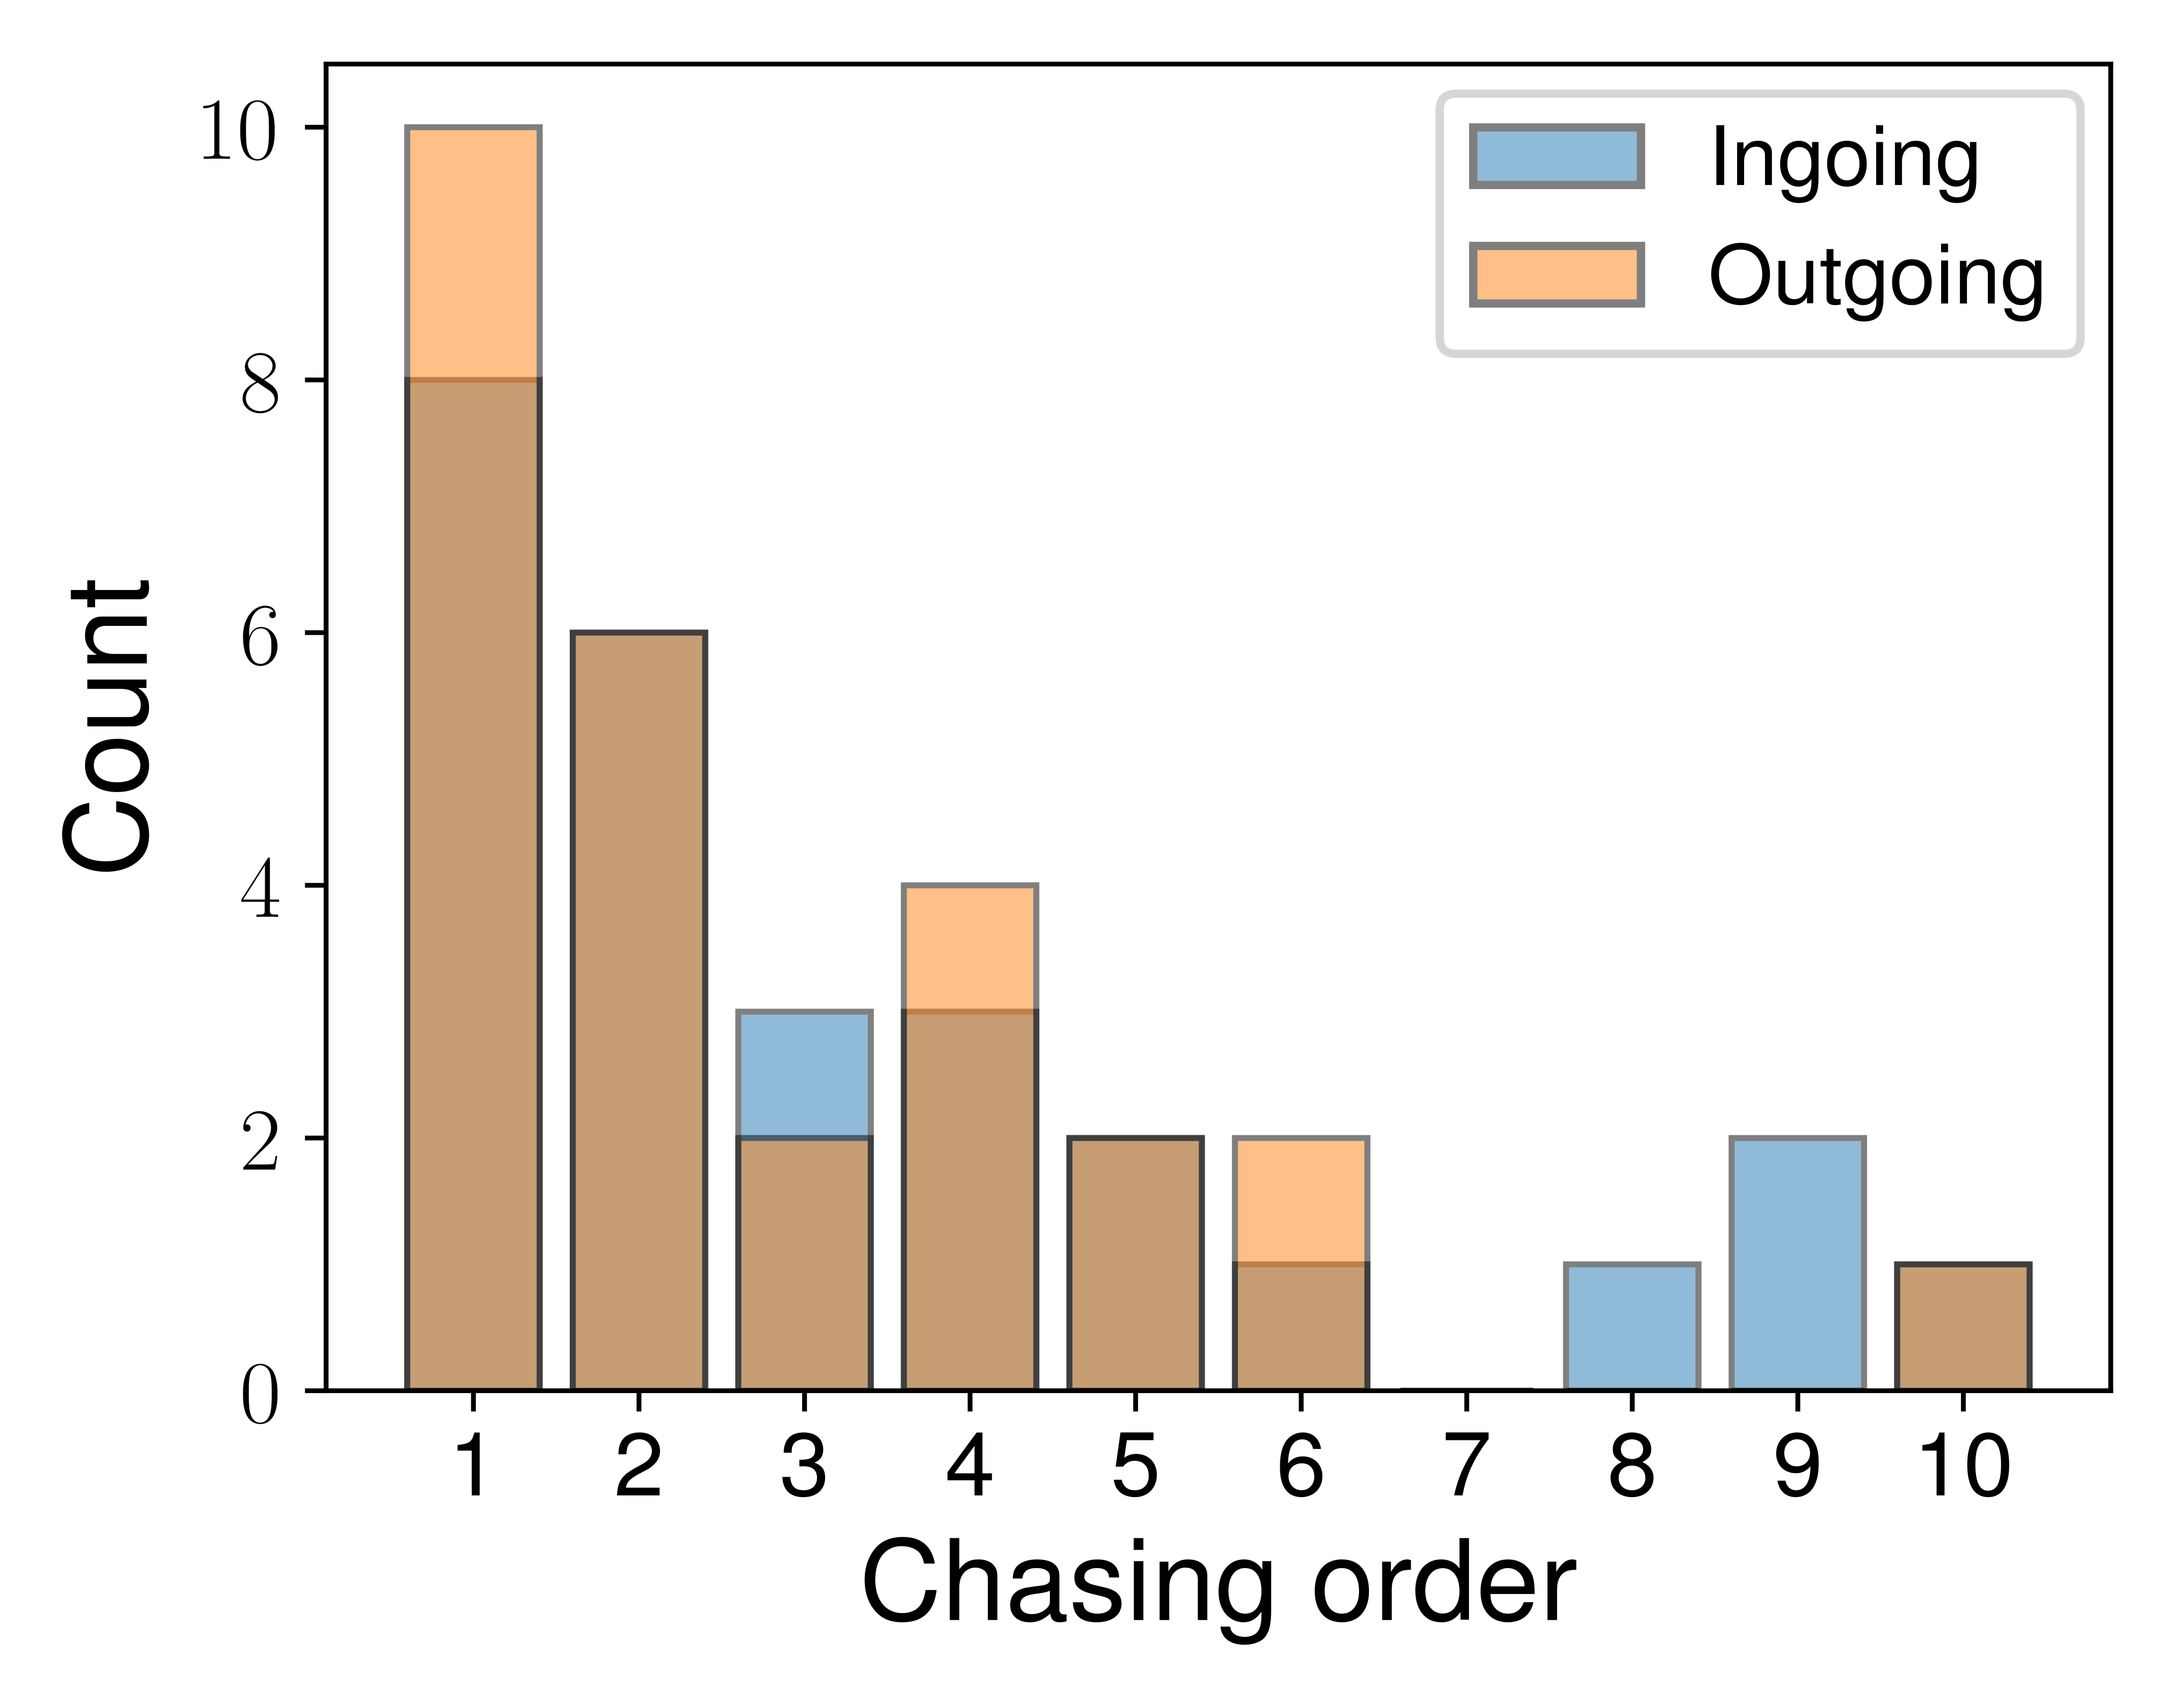 10
8
6
4
2
0
Count
Ingoing
Outgoing
1 2 3 4 5 6 7 8 9 10
Chasing order